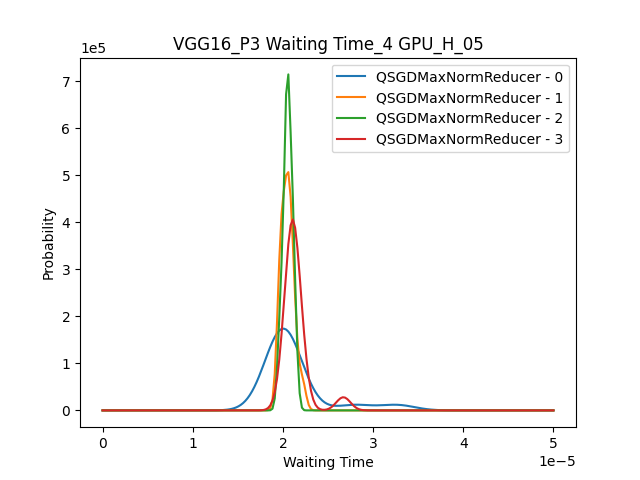 VGG16_P3 Waiting Time_4 GPU_H_05
1e5
QSGDMaxNormReducer - 0
QSGDMaxNormReducer - 1
QSGDMaxNormReducer - 2
QSGDMaxNormReducer - 3
7
6
5
4
3
2
1
0
Probability
0 1 2 3 4 5
Waiting Time
1e−5